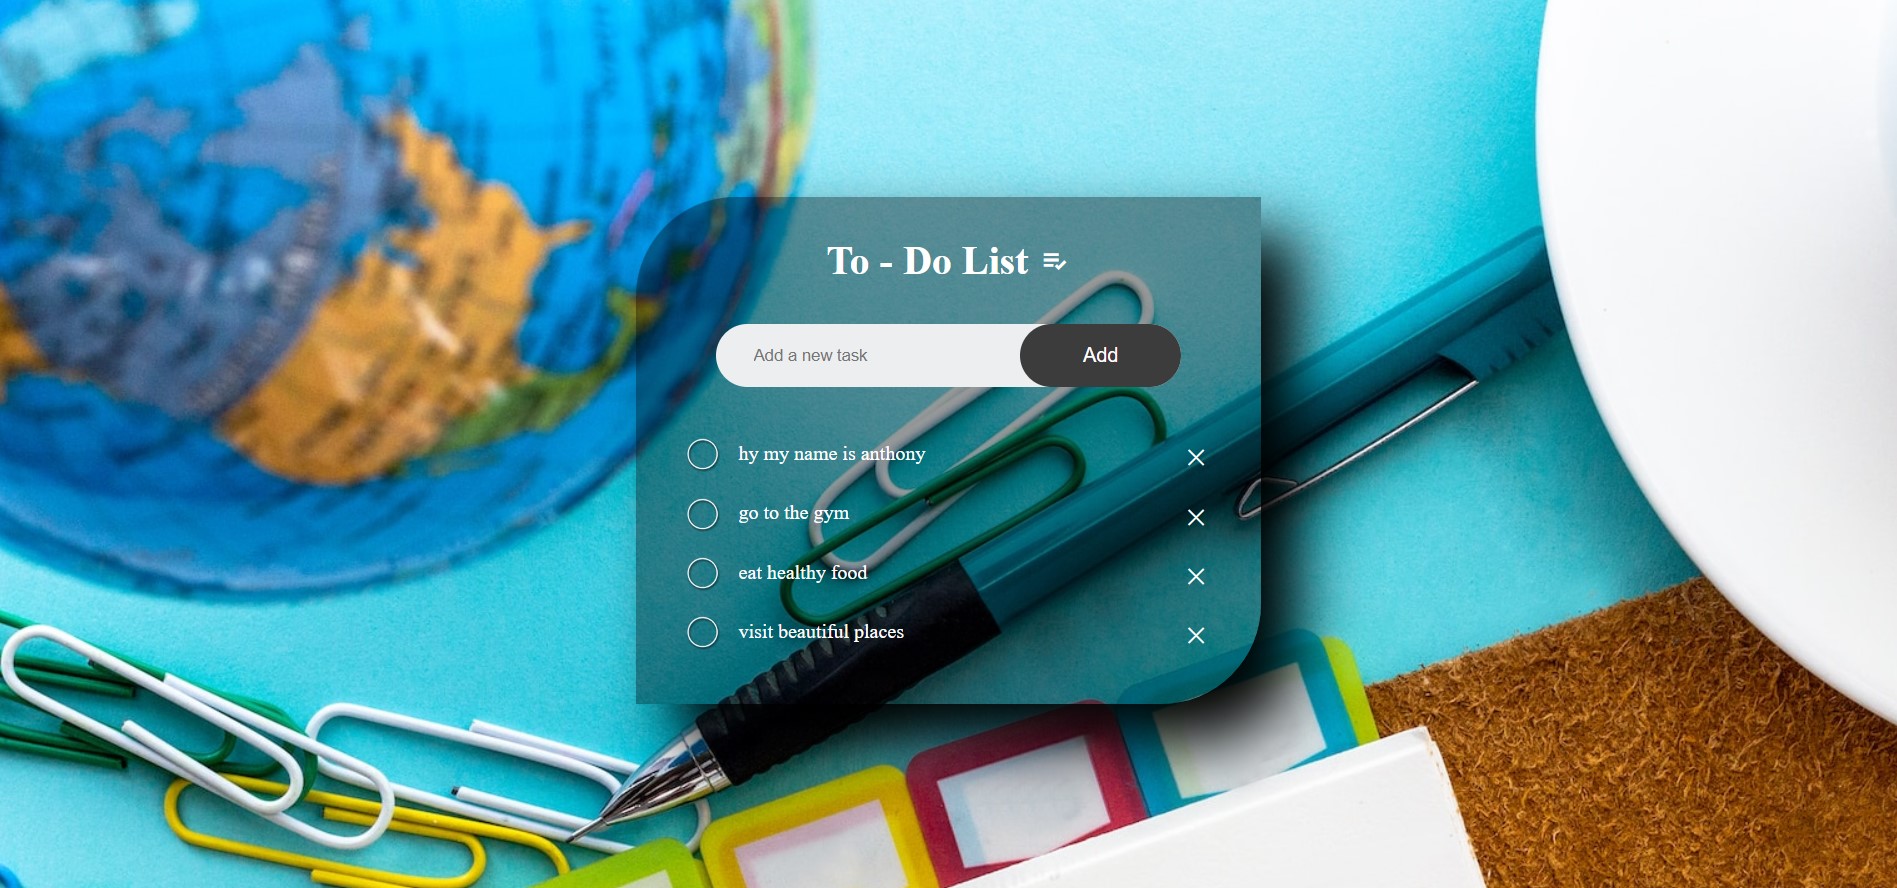 To - Do List
Add a new task
Add
hy my name is anthony
go to the gym
eat healthy food
visit beautiful places